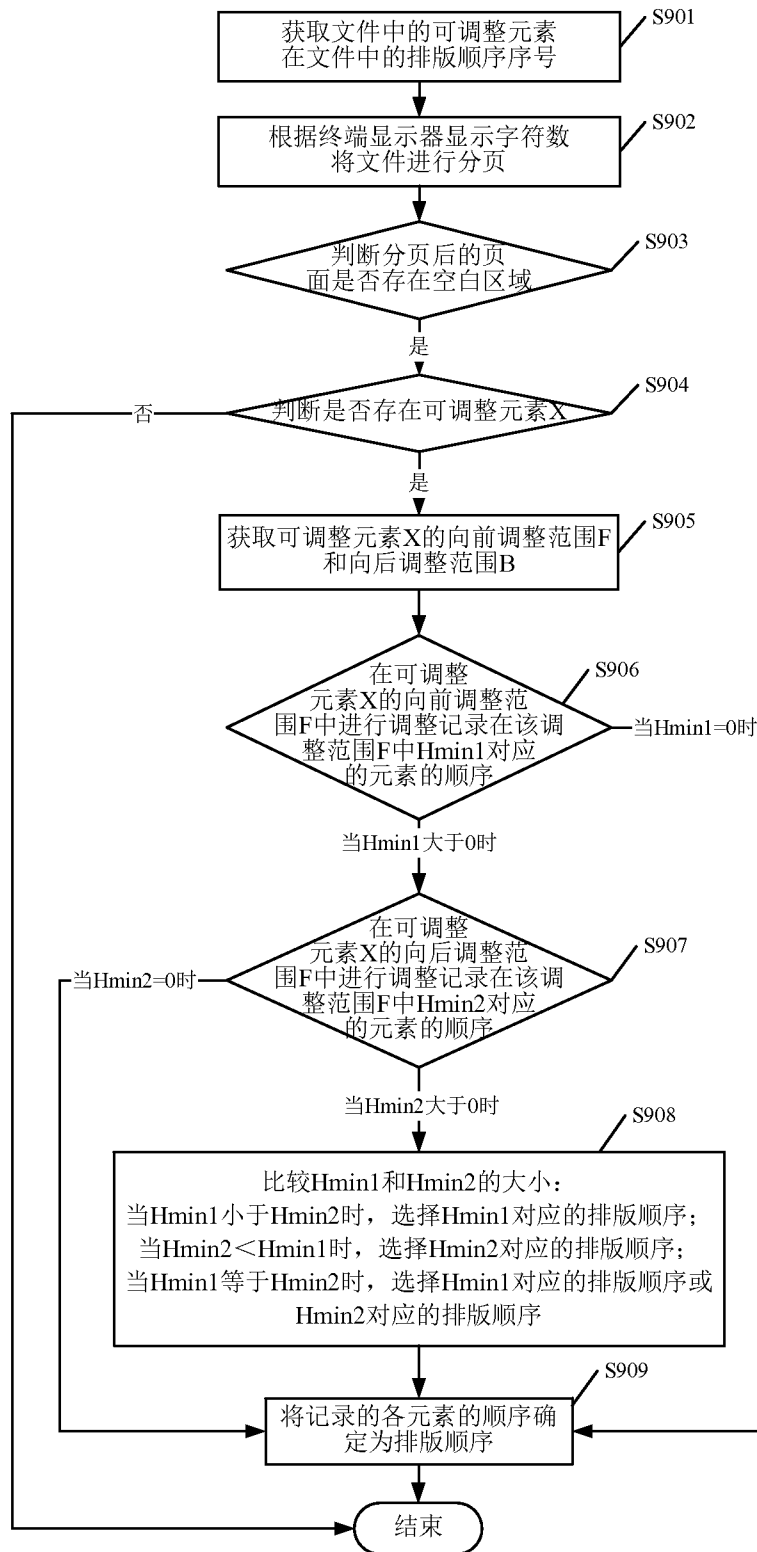 获取文件中的可调整元素
在文件中的排版顺序序号
S901
根据终端显示器显示字符数
将文件进行分页
S902
判断分页后的页
面是否存在空白区域
S903
是
判断是否存在可调整元素X
S904
否
是
获取可调整元素X的向前调整范围F
和向后调整范围B
S905
在可调整
元素X的向前调整范
围F中进行调整记录在该调
整范围F中Hmin1对应
的元素的顺序
S906
当Hmin1=0时
当Hmin1大于0时
在可调整
元素X的向后调整范
围F中进行调整记录在该调
整范围F中Hmin2对应
的元素的顺序
S907
当Hmin2=0时
当Hmin2大于0时
S908
比较Hmin1和Hmin2的大小：
当Hmin1小于Hmin2时，选择Hmin1对应的排版顺序；
当Hmin2＜Hmin1时，选择Hmin2对应的排版顺序；
当Hmin1等于Hmin2时，选择Hmin1对应的排版顺序或
Hmin2对应的排版顺序
S909
将记录的各元素的顺序确
定为排版顺序
结束